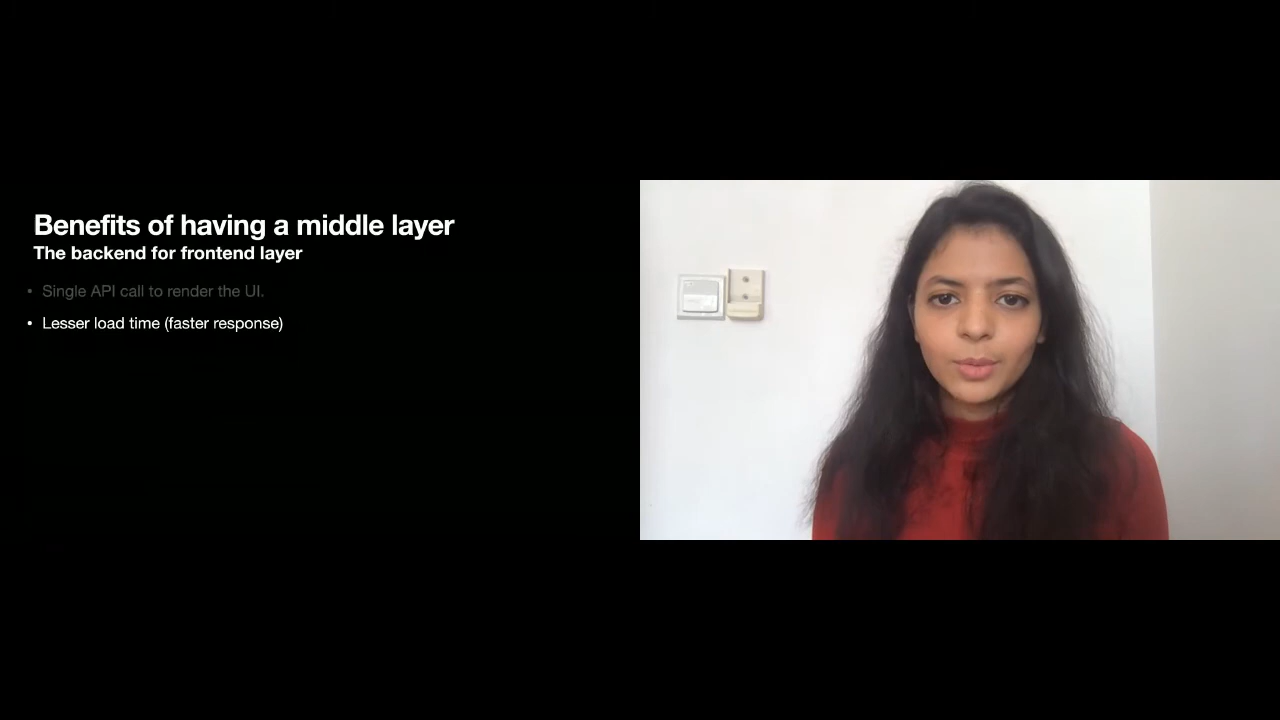 Benefits of having a middle layer
The backend for frontend layer
• Single API call to render the UI.
• Lesser load time (faster response)